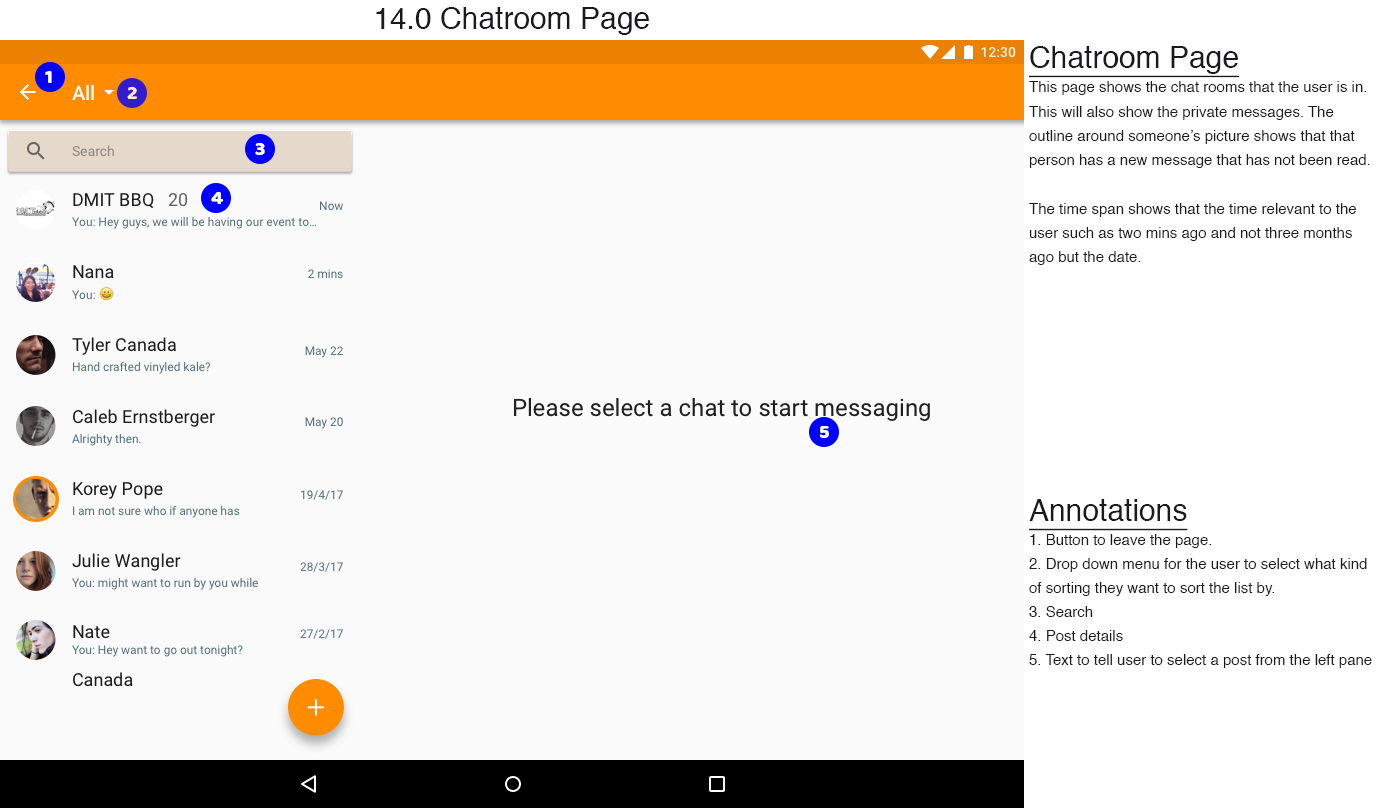 14.0 Chatroom Page
12:30
1
All
2
Search
3
DMIT BBQ 20
4
Now
You: Hey guys, we will be having our event to...
Nana
2 mins
You: 😀
Tyler Canada
May 22
Hand crafted vinyled kale?
Caleb Ernstberger
May 20
Alrighty then.
Korey Pope
19/4/17
I am not sure who if anyone has
Julie Wangler
28/3/17
You: might want to run by you while
Nate
27/2/17
You: Hey want to go out tonight?
Canada
Please select a chat to start messaging
5
Chatroom Page
This page shows the chat rooms that the user is in.
This will also show the private messages. The
outline around someone’s picture shows that that
person has a new message that has not been read.
The time span shows that the time relevant to the
user such as two mins ago and not three months
ago but the date.
Annotations
1. Button to leave the page.
2. Drop down menu for the user to select what kind
of sorting they want to sort the list by.
3. Search
4. Post details
5. Text to tell user to select a post from the left pane